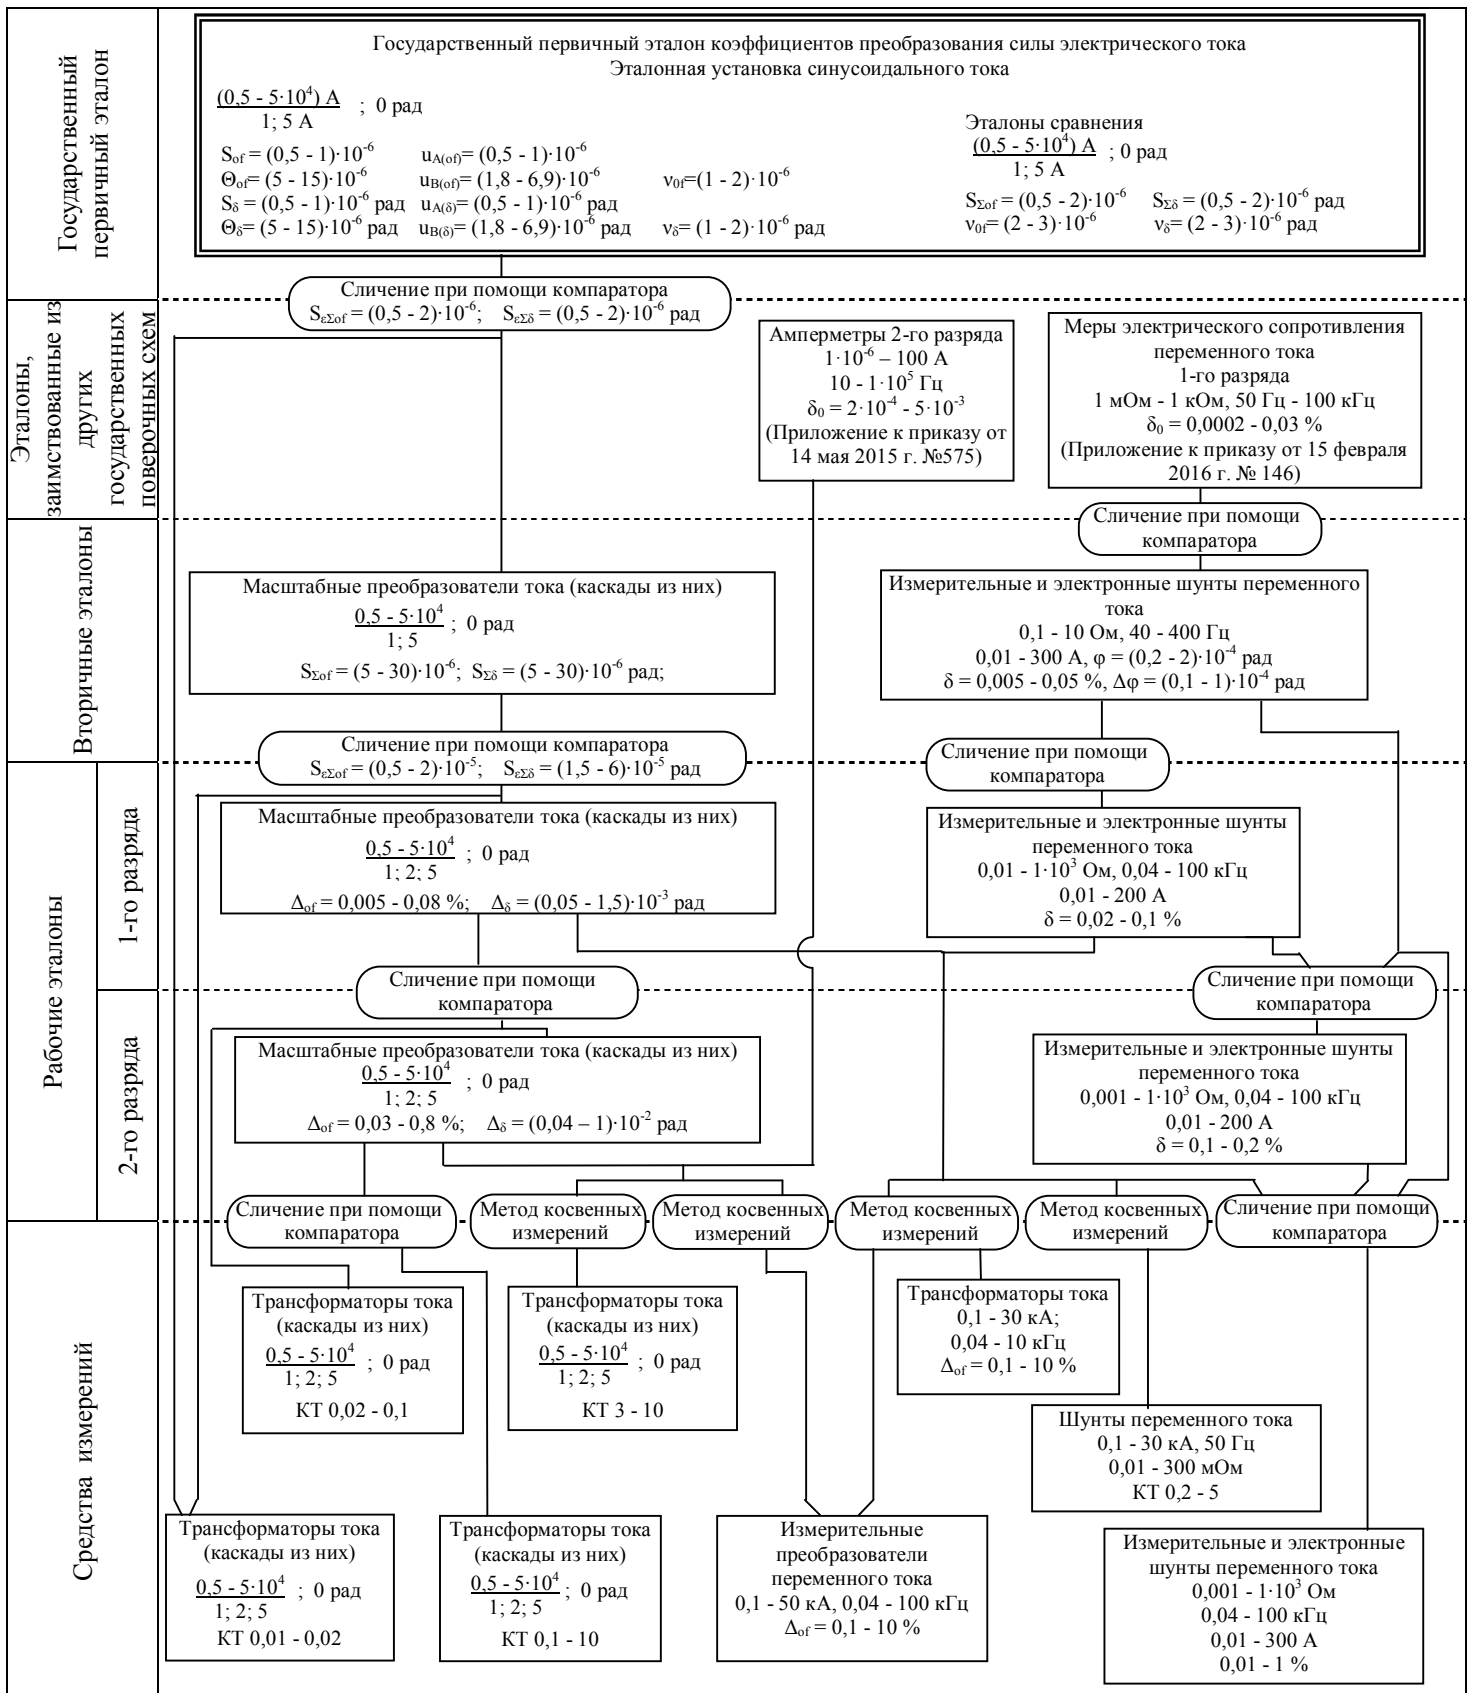 Государственный первичный эталон
Государственный первичный эталон коэффициентов преобразования силы электрического тока
Эталонная установка синусоидального тока
(0,5 - 5·10⁴) А
1; 5 А
; 0 рад
S_of = (0,5 - 1)·10⁻⁶ u_A(of)= (0,5 - 1)·10⁻⁶
Θ_of = (5 - 15)·10⁻⁶ u_B(of)= (1,8 - 6,9)·10⁻⁶ ν_0f=(1 - 2)·10⁻⁶
S_δ = (0,5 - 1)·10⁻⁶ рад u_A(δ)= (0,5 - 1)·10⁻⁶ рад
Θ_δ= (5 - 15)·10⁻⁶ рад u_B(δ)= (1,8 - 6,9)·10⁻⁶ рад ν_δ= (1 - 2)·10⁻⁶ рад
Эталоны сравнения
(0,5 - 5·10⁴) А
1; 5 А
; 0 рад
S_Σof = (0,5 - 2)·10⁻⁶ S_Σδ = (0,5 - 2)·10⁻⁶ рад
ν_0f= (2 - 3)·10⁻⁶ ν_δ= (2 - 3)·10⁻⁶ рад
Сличение при помощи компаратора
S_εΣof = (0,5 - 2)·10⁻⁶; S_εΣδ = (0,5 - 2)·10⁻⁶ рад
Эталоны,
заимствованные из
других
государственных
поверочных схем
Амперметры 2-го разряда
1·10⁻⁶ – 100 А
10 - 1·10⁵ Гц
δ₀ = 2·10⁻⁴ - 5·10⁻³
(Приложение к приказу от
14 мая 2015 г. №575)
Меры электрического сопротивления
переменного тока
1-го разряда
1 мОм - 1 кОм, 50 Гц - 100 кГц
δ₀ = 0,0002 - 0,03 %
(Приложение к приказу от 15 февраля
2016 г. № 146)
Сличение при помощи
компаратора
Вторичные эталоны
Масштабные преобразователи тока (каскады из них)
0,5 - 5·10⁴
1; 5
; 0 рад
S_Σof = (5 - 30)·10⁻⁶; S_Σδ = (5 - 30)·10⁻⁶ рад;
Измерительные и электронные шунты переменного
тока
0,1 - 10 Ом, 40 - 400 Гц
0,01 - 300 А, φ = (0,2 - 2)·10⁻⁴ рад
δ = 0,005 - 0,05 %, Δφ = (0,1 - 1)·10⁻⁴ рад
Сличение при помощи компаратора
S_εΣof = (0,5 - 2)·10⁻⁵; S_εΣδ = (1,5 - 6)·10⁻⁵ рад
Сличение при помощи
компаратора
Рабочие эталоны
1-го разряда
Масштабные преобразователи тока (каскады из них)
0,5 - 5·10⁴
1; 2; 5
; 0 рад
Δ_of = 0,005 - 0,08 %; Δ_δ = (0,05 - 1,5)·10⁻³ рад
Измерительные и электронные шунты
переменного тока
0,01 - 1·10³ Ом, 0,04 - 100 кГц
0,01 - 200 А
δ = 0,02 - 0,1 %
Сличение при помощи
компаратора
Сличение при помощи
компаратора
2-го разряда
Масштабные преобразователи тока (каскады из них)
0,5 - 5·10⁴
1; 2; 5
; 0 рад
Δ_of = 0,03 - 0,8 %; Δ_δ = (0,04 – 1)·10⁻² рад
Измерительные и электронные шунты
переменного тока
0,001 - 1·10³ Ом, 0,04 - 100 кГц
0,01 - 200 А
δ = 0,1 - 0,2 %
Сличение при помощи
компаратора
Метод косвенных
измерений
Метод косвенных
измерений
Метод косвенных
измерений
Метод косвенных
измерений
Сличение при помощи
компаратора
Средства измерений
Трансформаторы тока
(каскады из них)
0,5 - 5·10⁴
1; 2; 5
; 0 рад
КТ 0,02 - 0,1
Трансформаторы тока
(каскады из них)
0,5 - 5·10⁴
1; 2; 5
; 0 рад
КТ 3 - 10
Трансформаторы тока
0,1 - 30 кА;
0,04 - 10 кГц
Δ_of = 0,1 - 10 %
Шунты переменного тока
0,1 - 30 кА, 50 Гц
0,01 - 300 мОм
КТ 0,2 - 5
Трансформаторы тока
(каскады из них)
0,5 - 5·10⁴
1; 2; 5
; 0 рад
КТ 0,01 - 0,02
Трансформаторы тока
(каскады из них)
0,5 - 5·10⁴
1; 2; 5
; 0 рад
КТ 0,1 - 10
Измерительные
преобразователи
переменного тока
0,1 - 50 кА, 0,04 - 100 кГц
Δ_of = 0,1 - 10 %
Измерительные и электронные
шунты переменного тока
0,001 - 1·10³ Ом
0,04 - 100 кГц
0,01 - 300 А
0,01 - 1 %